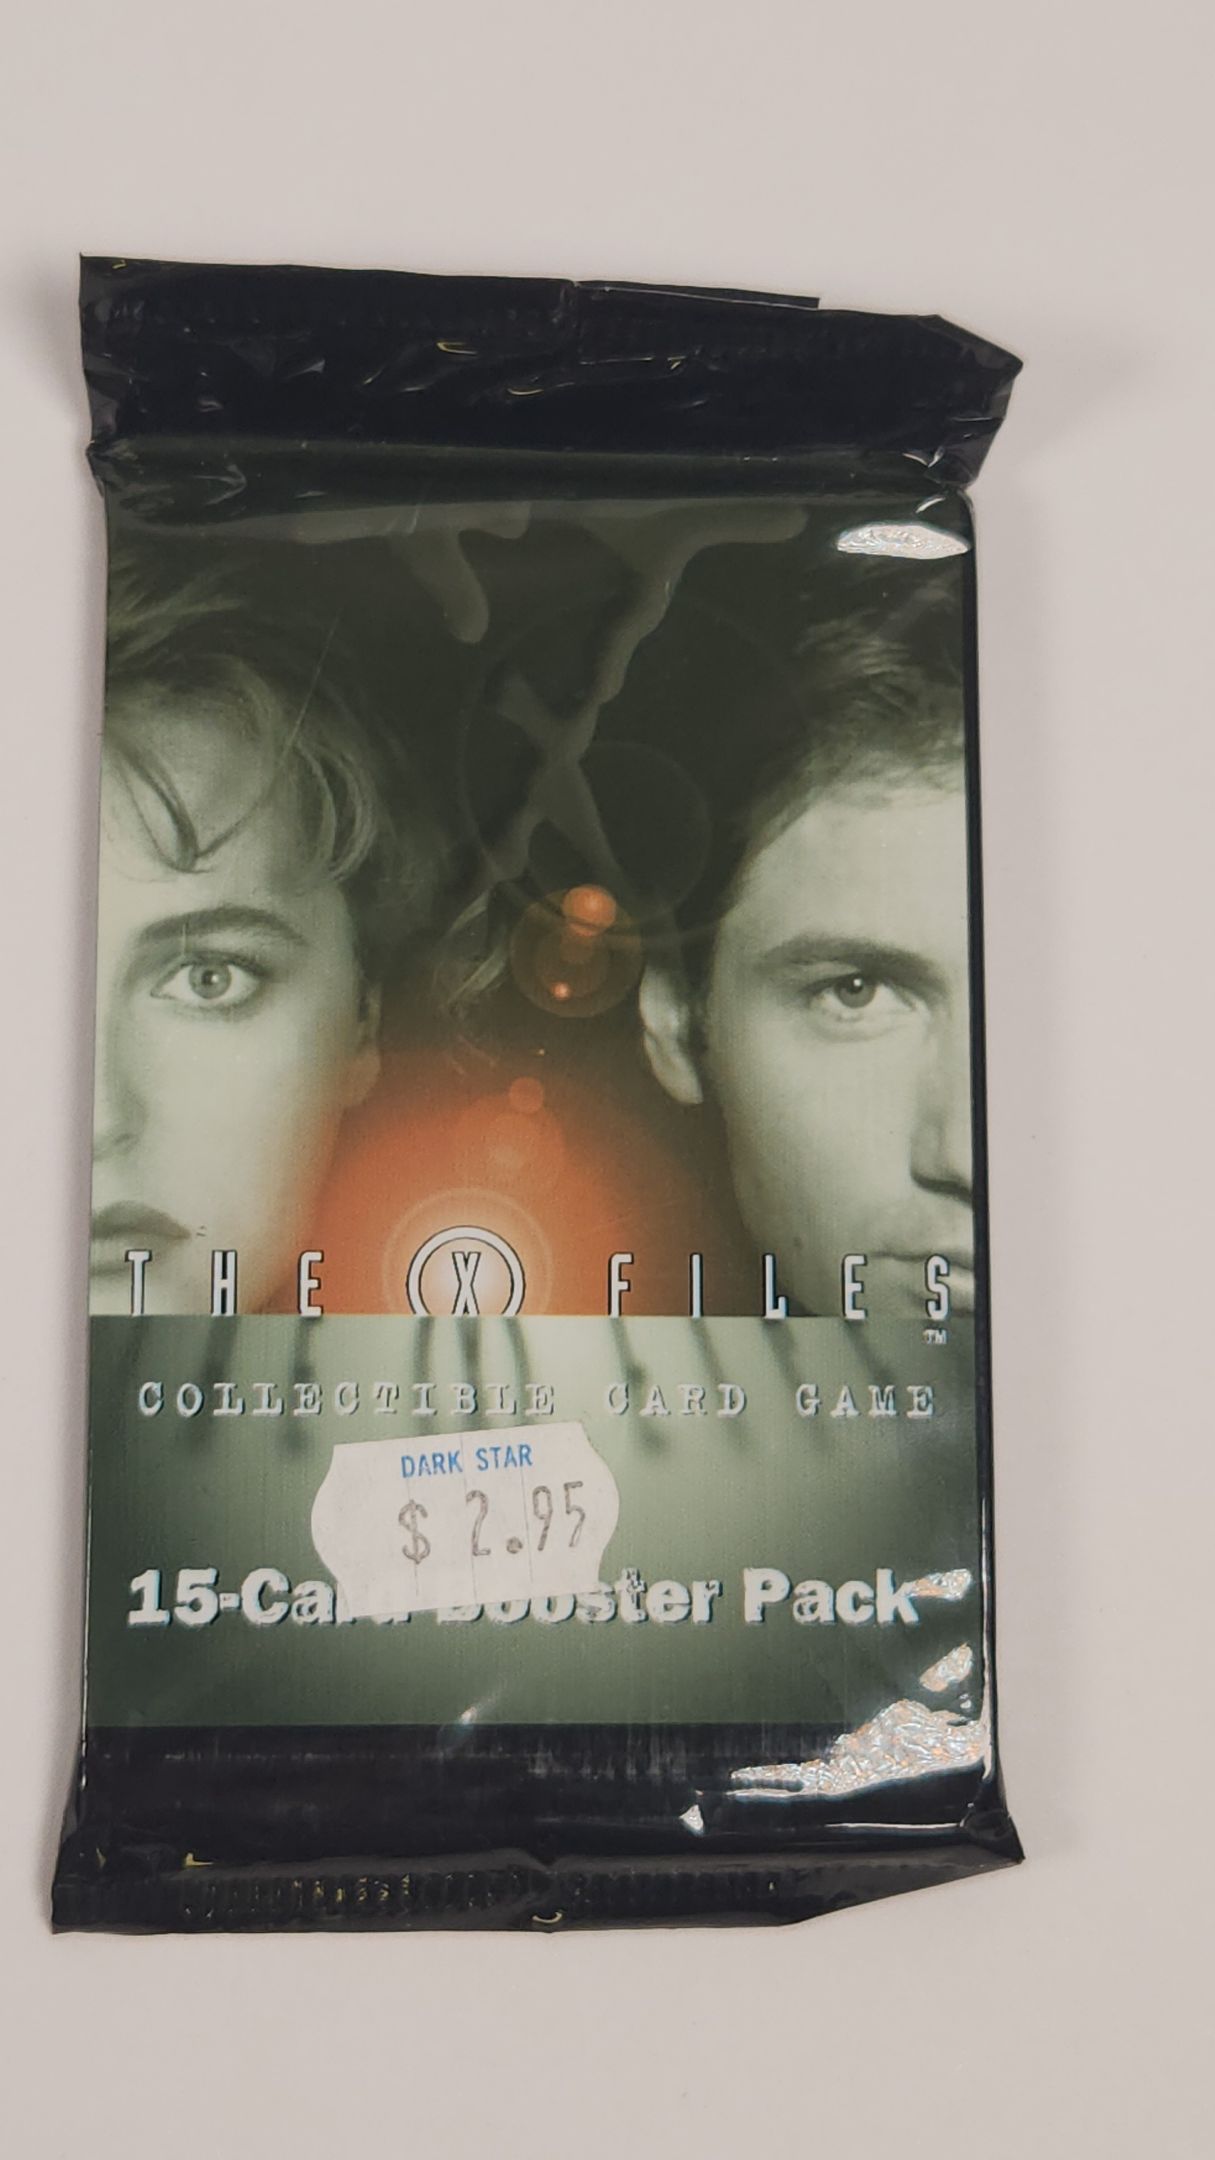 THE X FILES
TM
COLLECTIBLE CARD GAME
DARK STAR
$ 2.95
15-Card Booster Pack